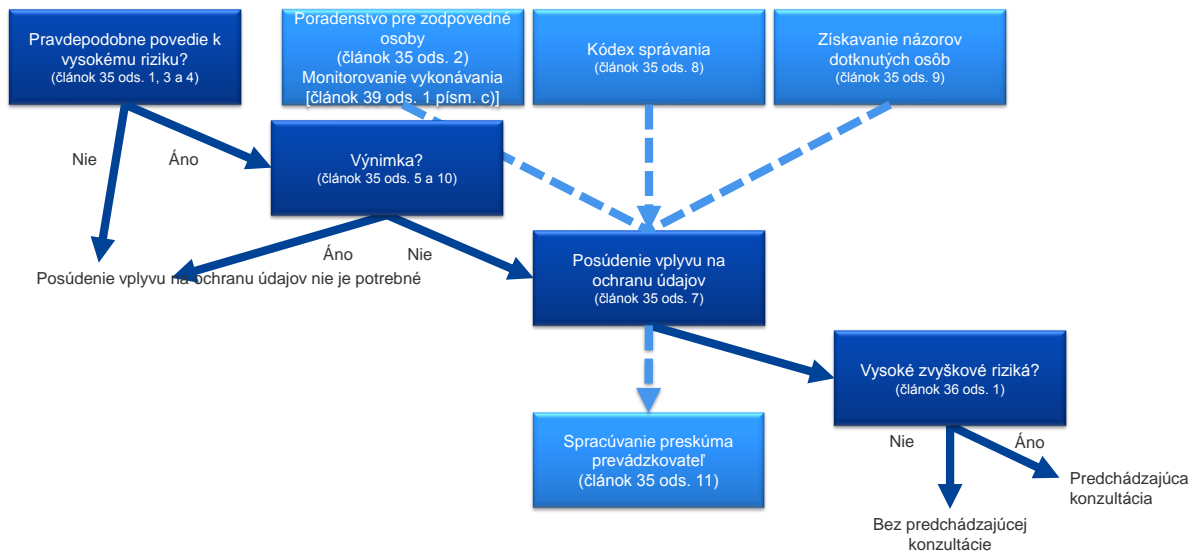 Pravdepodobne povedie k
vysokému riziku?
(článok 35 ods. 1, 3 a 4)
Poradenstvo pre zodpovedné
osoby
(článok 35 ods. 2)
Monitorovanie vykonávania
[článok 39 ods. 1 písm. c)]
Kódex správania
(článok 35 ods. 8)
Získavanie názorov
dotknutých osôb
(článok 35 ods. 9)
Nie
Áno
Výnimka?
(článok 35 ods. 5 a 10)
Áno
Nie
Posúdenie vplyvu na ochranu údajov nie je potrebné
Posúdenie vplyvu na
ochranu údajov
(článok 35 ods. 7)
Vysoké zvyškové riziká?
(článok 36 ods. 1)
Spracúvanie preskúma
prevádzkovateľ
(článok 35 ods. 11)
Nie
Áno
Predchádzajúca
konzultácia
Bez predchádzajúcej
konzultácie